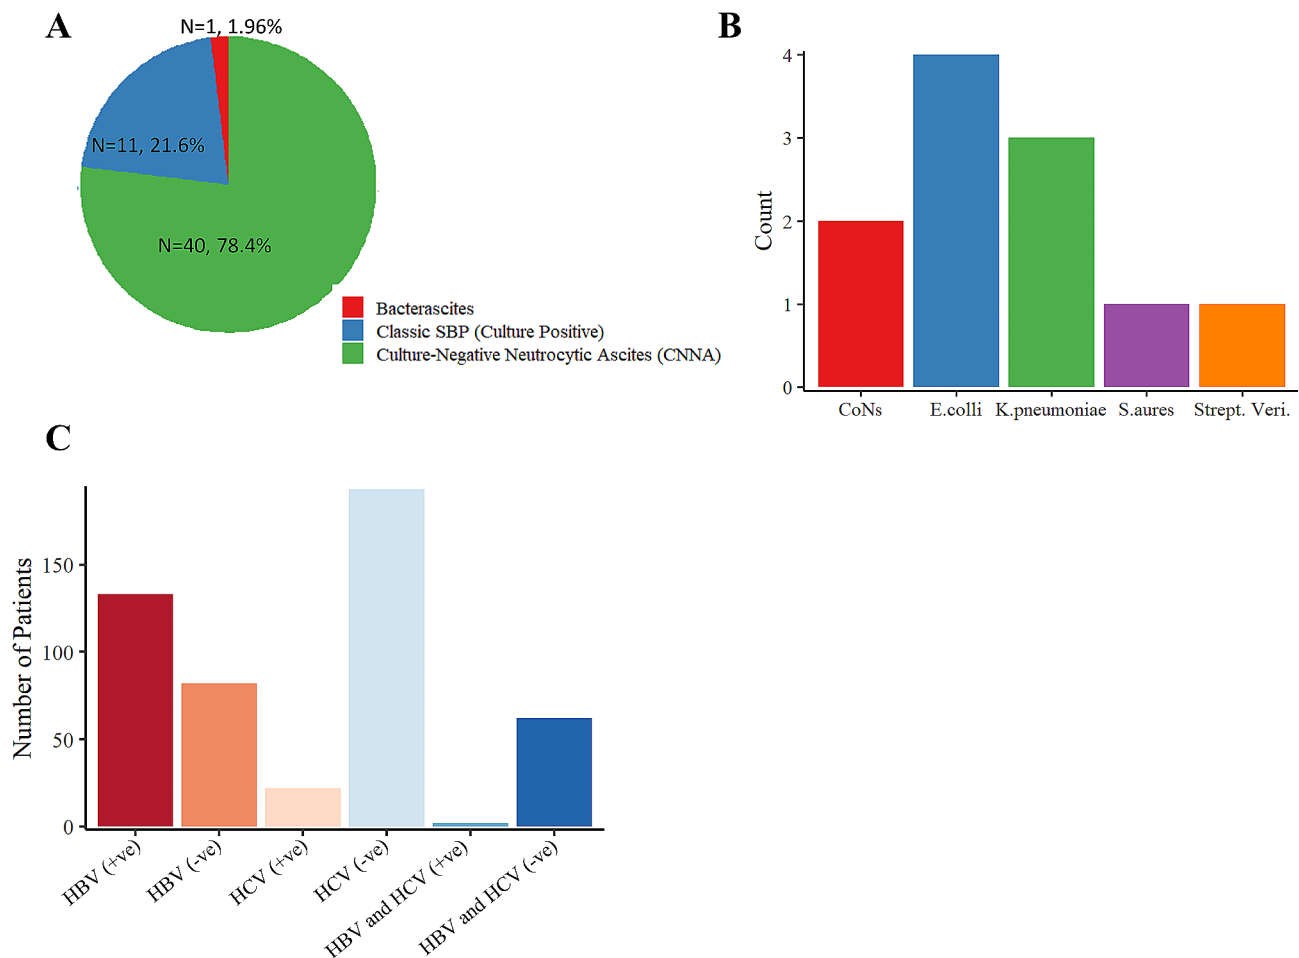 A
N=1, 1.96%
N=11, 21.6%
N=40, 78.4%
Bacterascites
Classic SBP (Culture Positive)
Culture-Negative Neutrocytic Ascites (CNNA)
B
Count
4
3
2
1
0
CoNs
E.colli
K.pneumoniae
S.aures
Strept. Veri.
C
Number of Patients
150
100
50
0
HBV (+ve)
HBV (-ve)
HCV (+ve)
HCV (-ve)
HBV and HCV (+ve)
HBV and HCV (-ve)